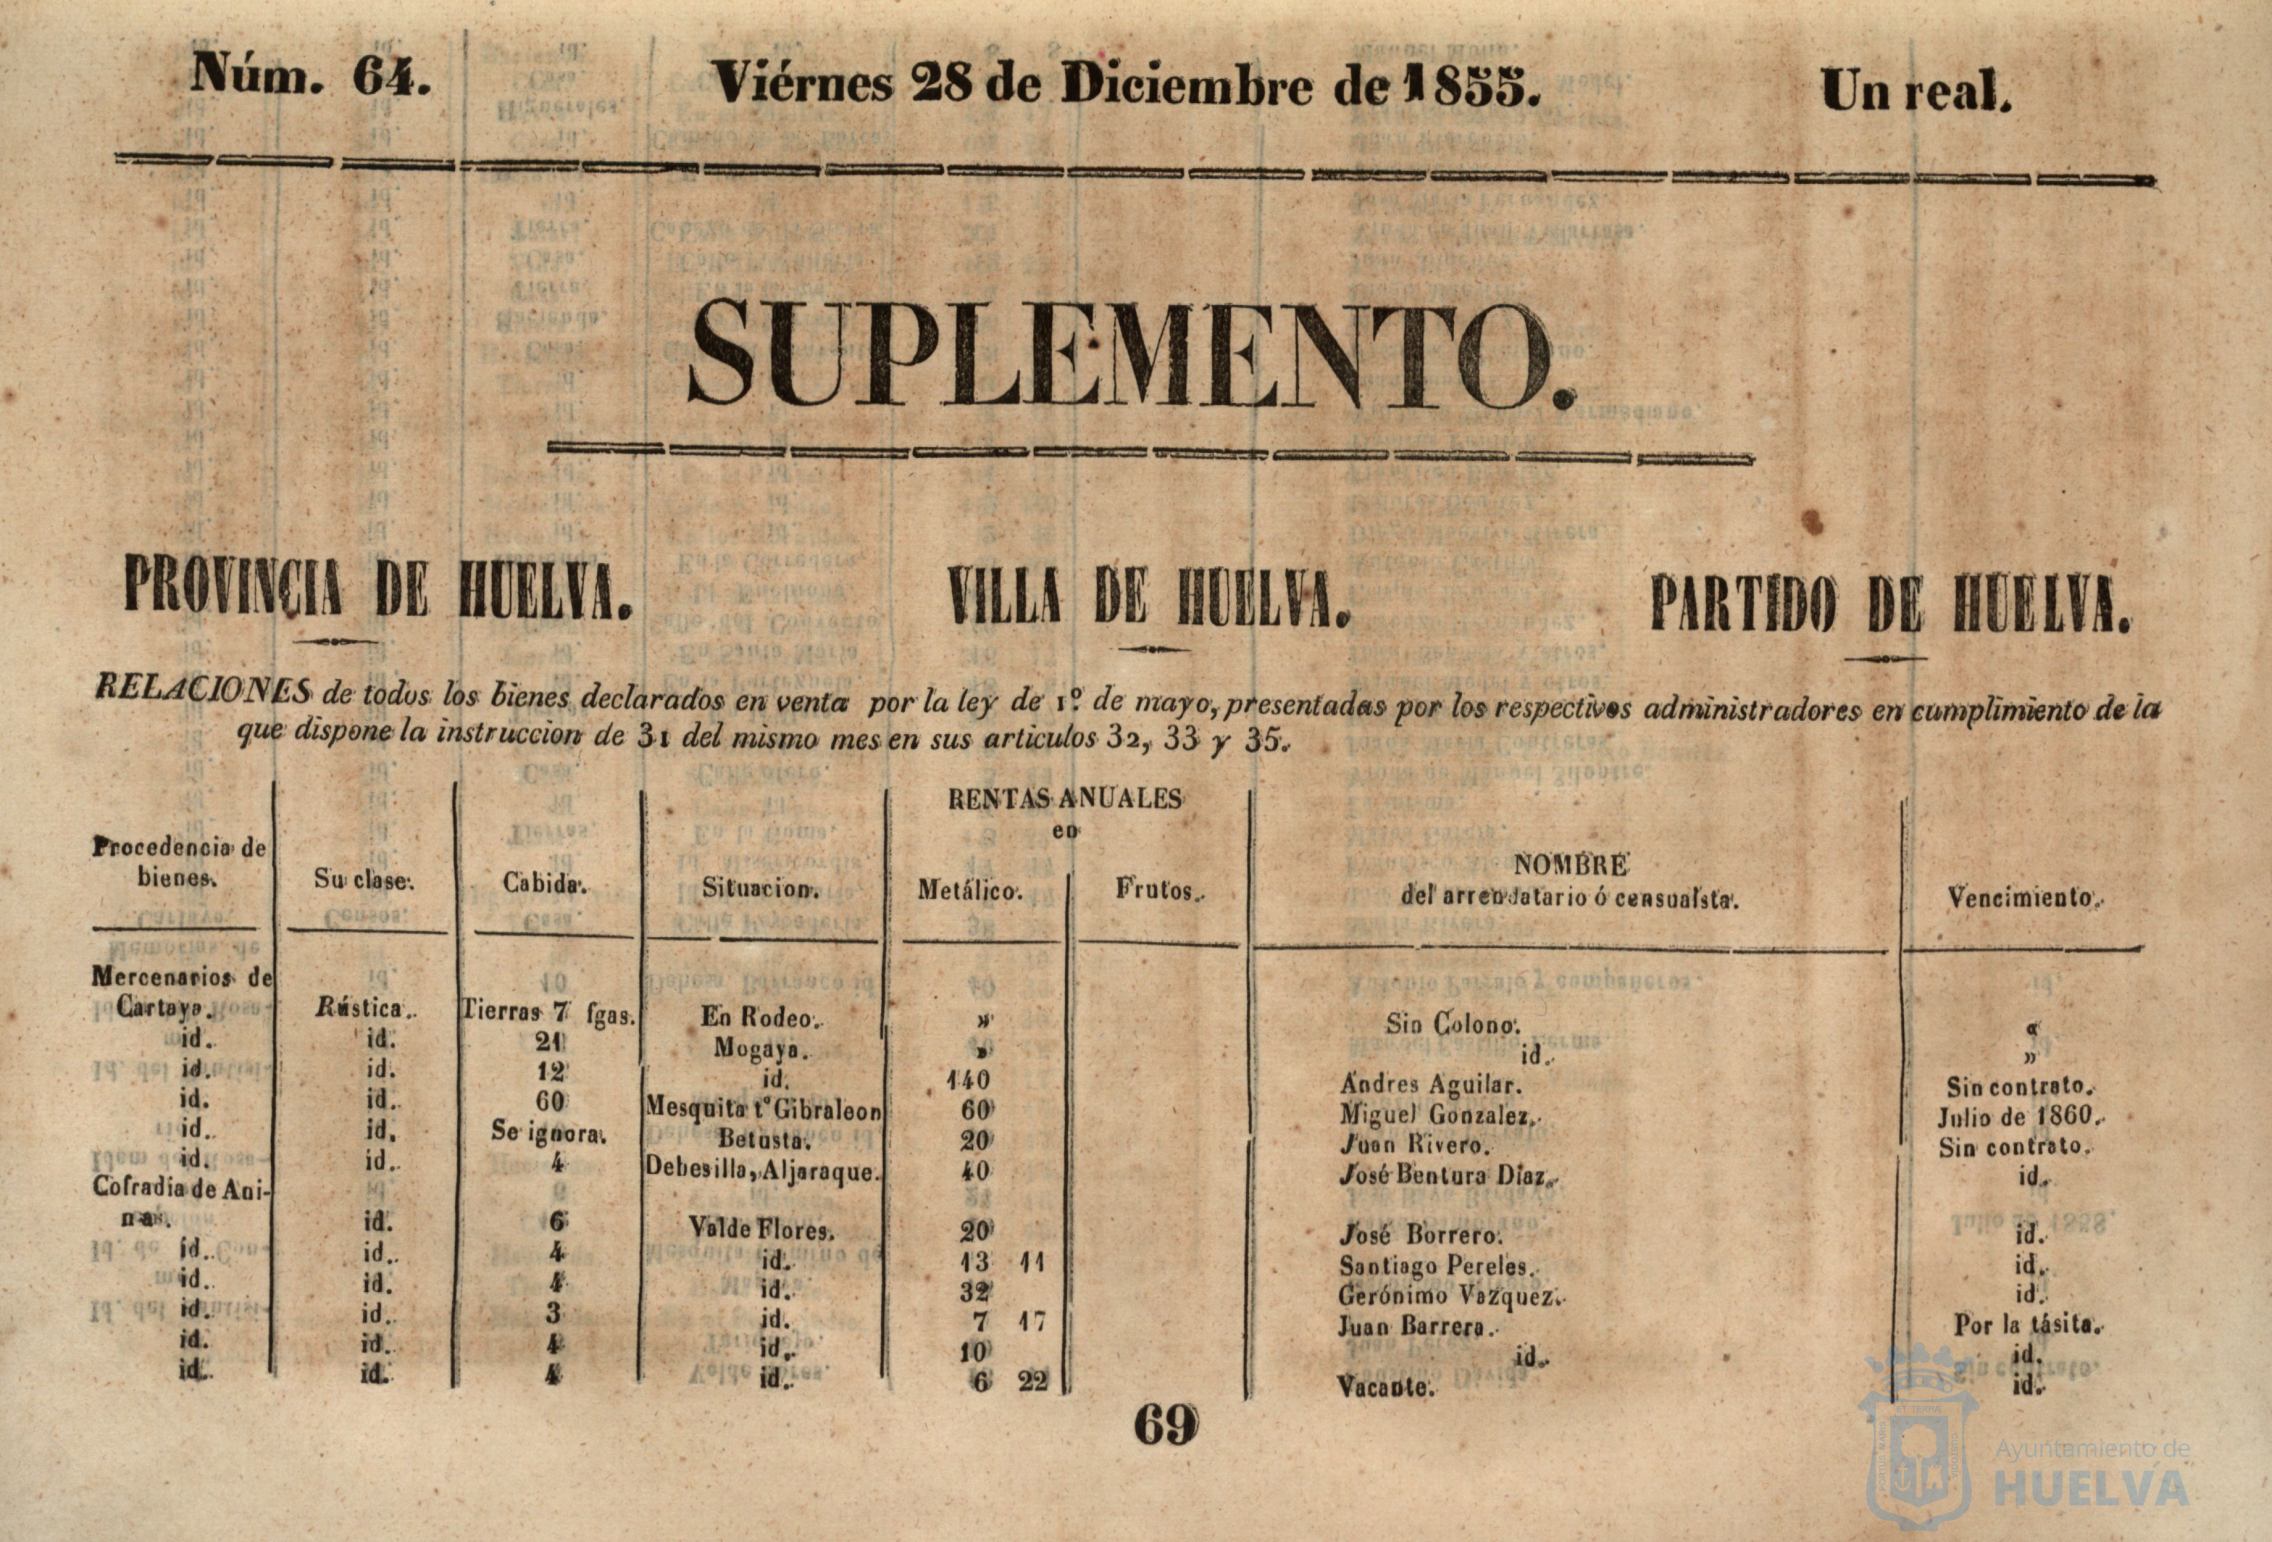 Núm. 64. Viérnes 28 de Diciembre de 1855. Un real.
SUPLEMENTO.
PROVINCIA DE HUELVA. VILLA DE HUELVA. PARTIDO DE HUELVA.
RELACIONES de todos los bienes declarados en venta por la ley de 1º de mayo, presentadas por los respectivos administradores en cumplimiento de la
que dispone la instruccion de 31 del mismo mes en sus articulos 32, 33 y 35.
RENTAS ANUALES
en
Procedencia de
bienes. Su clase. Cabida. Situacion. Metálico. Frutos. NOMBRE
del arrendatario ó censualista. Vencimiento.
Mercenarios de
Cartaya. Rústica. Tierras 7 fgas. En Rodeo. » Sin Colono. «
id. id. 21 Mogaya. » id. »
id. id. 12 id. 140 Andres Aguilar. Sin contrato.
id. id. 60 Mesquita tº Gibraleon 60 Miguel Gonzalez. Julio de 1860.
id. id. Se ignora. Betusta. 20 Juan Rivero. Sin contrato.
id. id. 4 Debesilla, Aljaraque. 40 José Bentura Diaz. id.
Cofradia de Ani-
nas. id. 6 Valde Flores. 20 José Borrero. id.
id. id. 4 id. 13 11 Santiago Pereles. id.
id. id. 4 id. 32 Gerónimo Vazquez. id.
id. id. 3 id. 7 17 Juan Barrera. Por la tásita.
id. id. 4 id. 10 id. id.
id. id. 4 id. 6 22 Vacante. id.
69
Ayuntamiento de
HUELVA